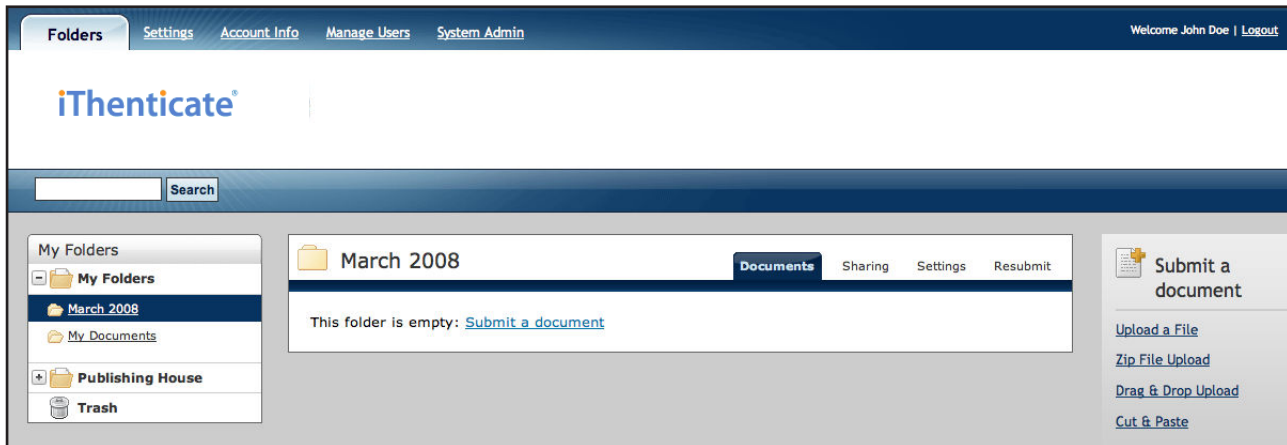 Folders Settings Account Info Manage Users System Admin Welcome John Doe | Logout
iThenticate®
Search
My Folders
My Folders
March 2008
My Documents
Publishing House
Trash
March 2008 Documents Sharing Settings Resubmit
This folder is empty: Submit a document
Submit a
document
Upload a File
Zip File Upload
Drag & Drop Upload
Cut & Paste